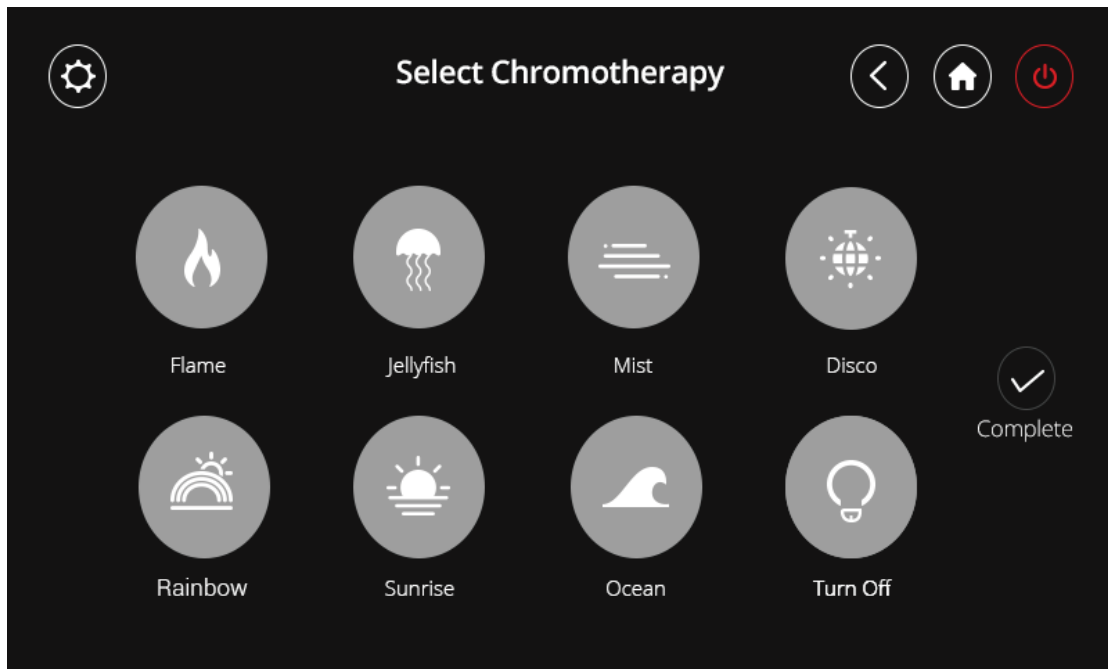 Select Chromotherapy
Flame
Jellyfish
Mist
Disco
Complete
Rainbow
Sunrise
Ocean
Turn Off